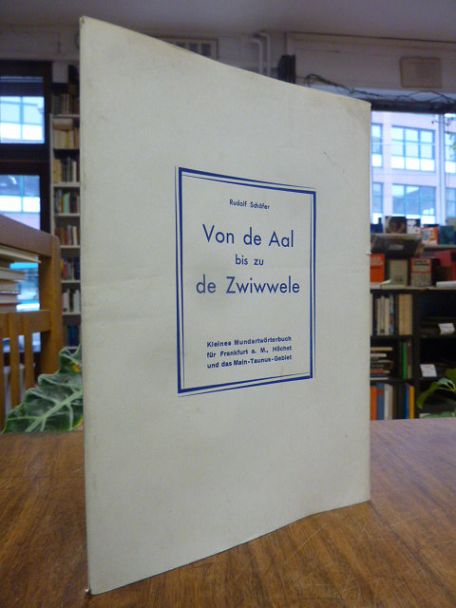 Rudolf Schäfer
Von de Aal
bis zu
de Zwiwwele
Kleines Mundartwörterbuch
für Frankfurt a. M., Höchst
und das Main-Taunus-Gebiet